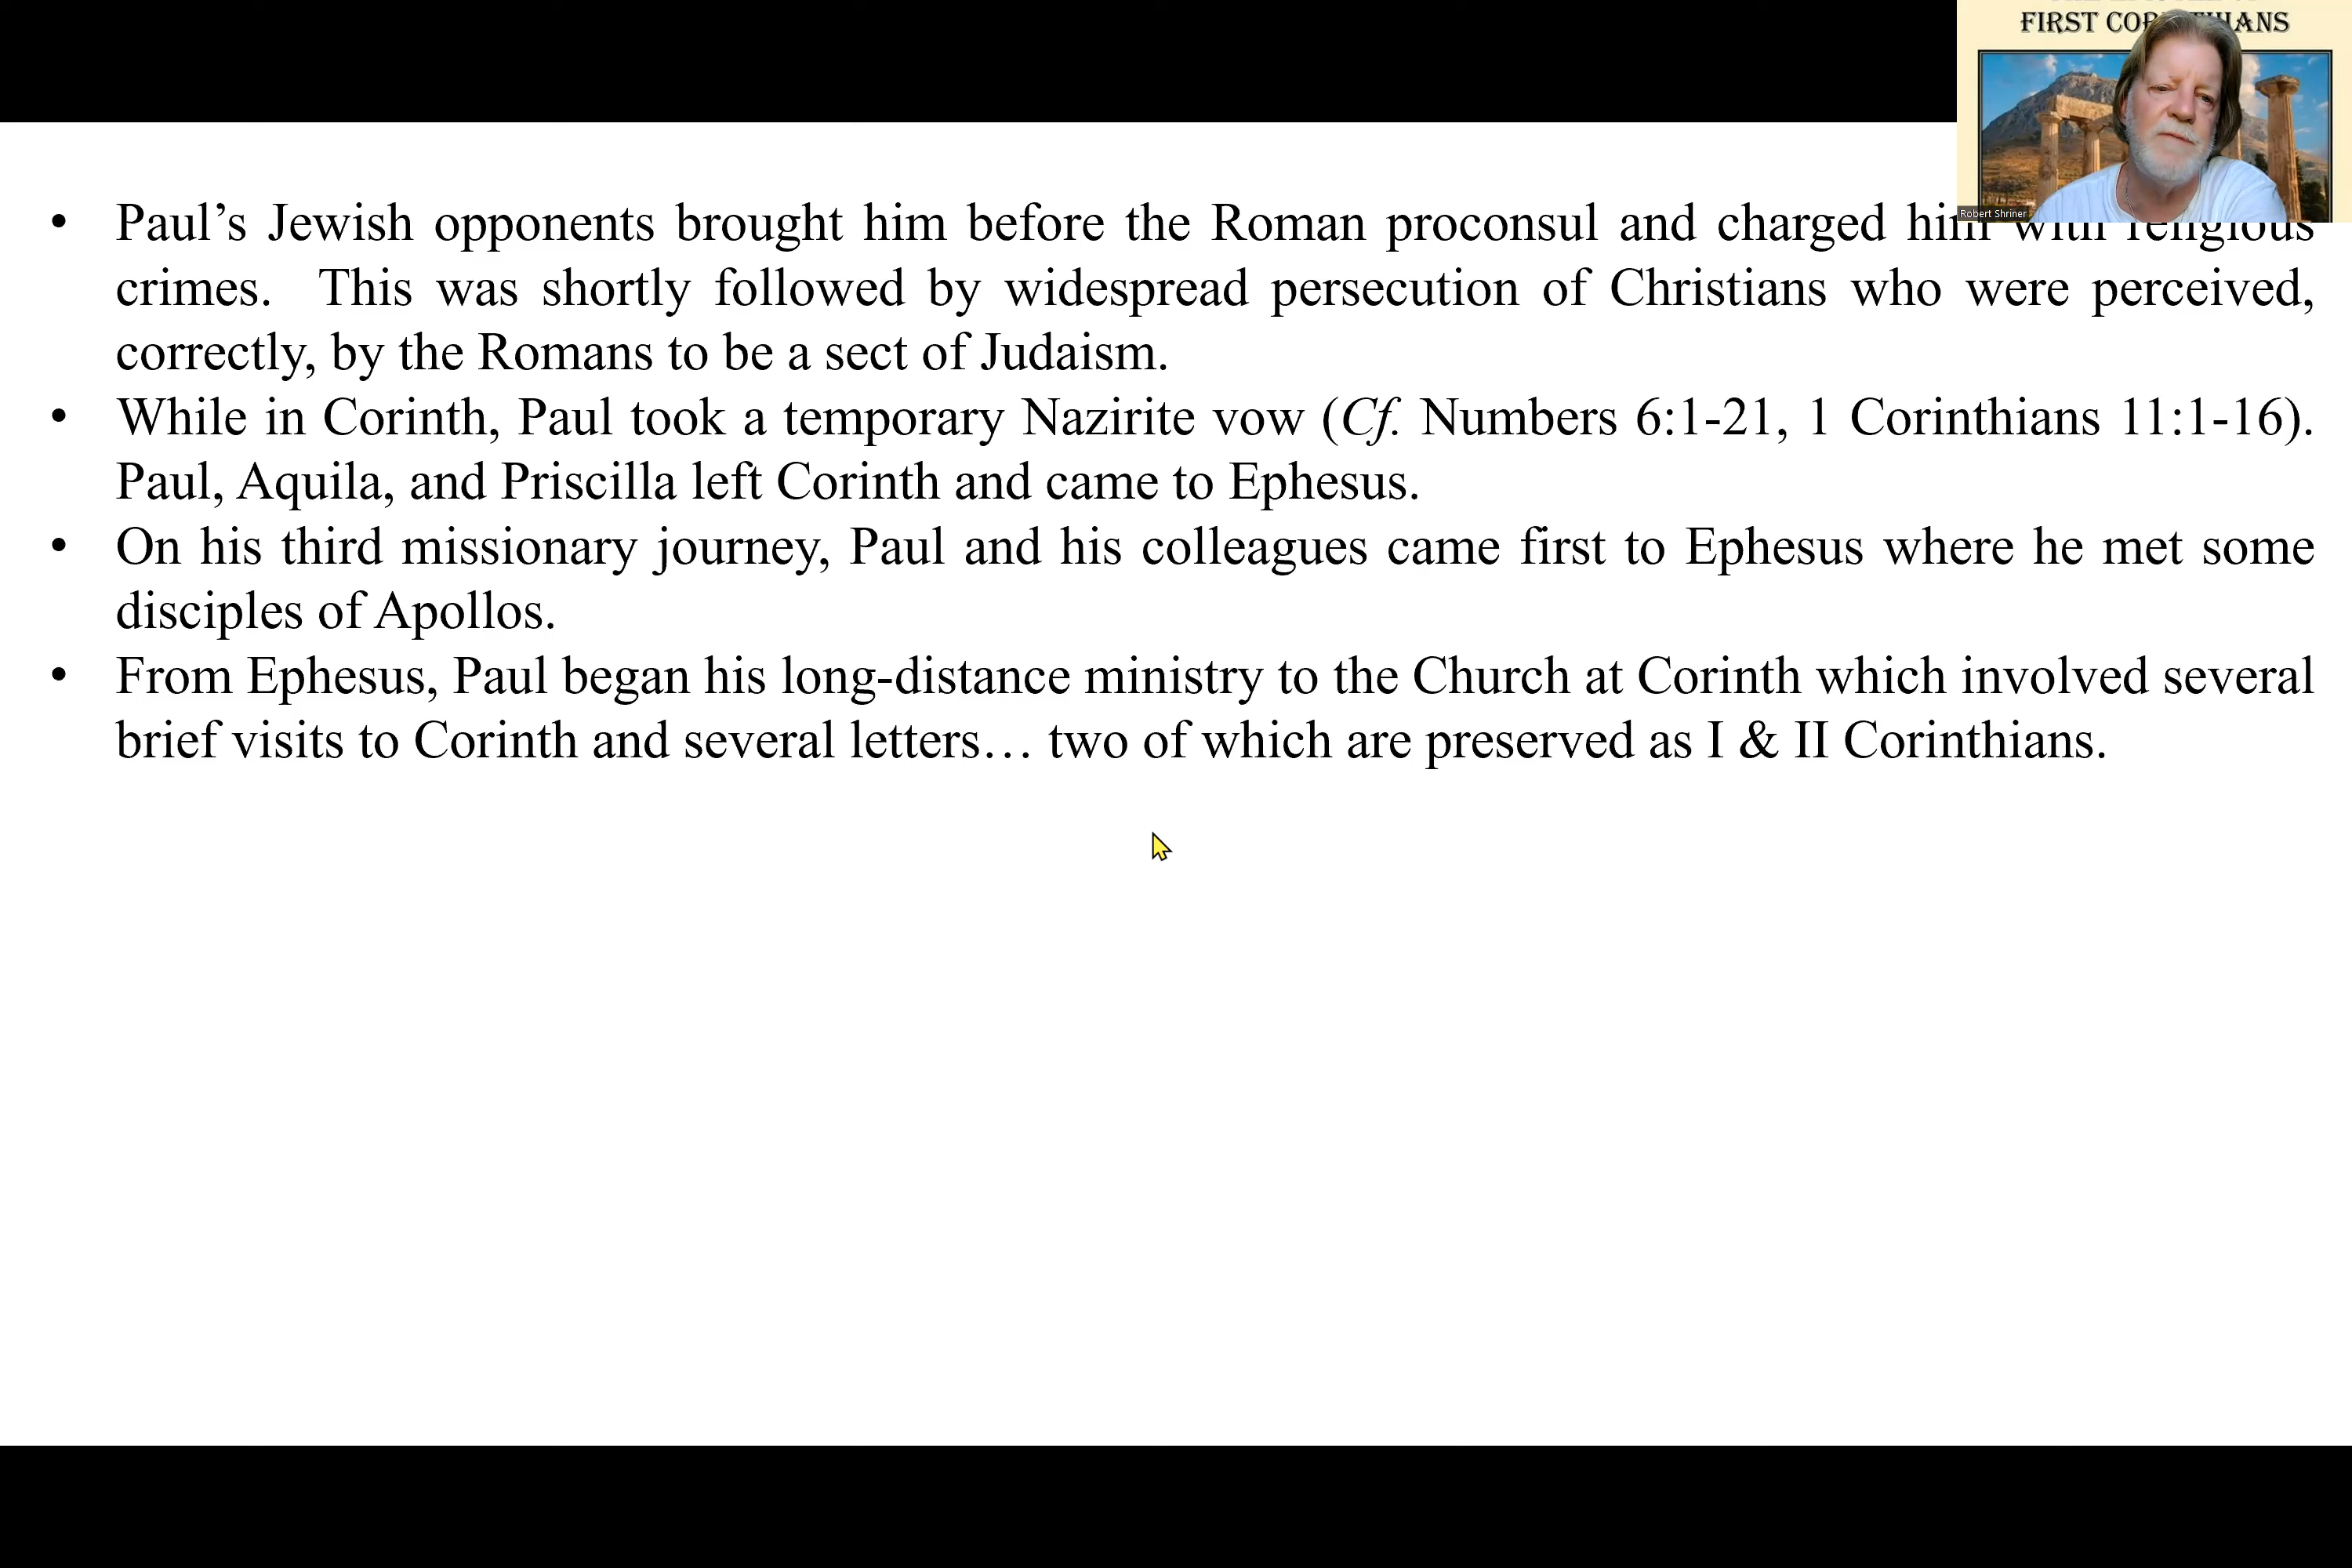 FIRST CORINTHIANS
Robert Shriner
• Paul’s Jewish opponents brought him before the Roman proconsul and charged him with religious
crimes.  This was shortly followed by widespread persecution of Christians who were perceived,
correctly, by the Romans to be a sect of Judaism.
• While in Corinth, Paul took a temporary Nazirite vow (Cf. Numbers 6:1-21, 1 Corinthians 11:1-16).
Paul, Aquila, and Priscilla left Corinth and came to Ephesus.
• On his third missionary journey, Paul and his colleagues came first to Ephesus where he met some
disciples of Apollos.
• From Ephesus, Paul began his long-distance ministry to the Church at Corinth which involved several
brief visits to Corinth and several letters… two of which are preserved as I & II Corinthians.